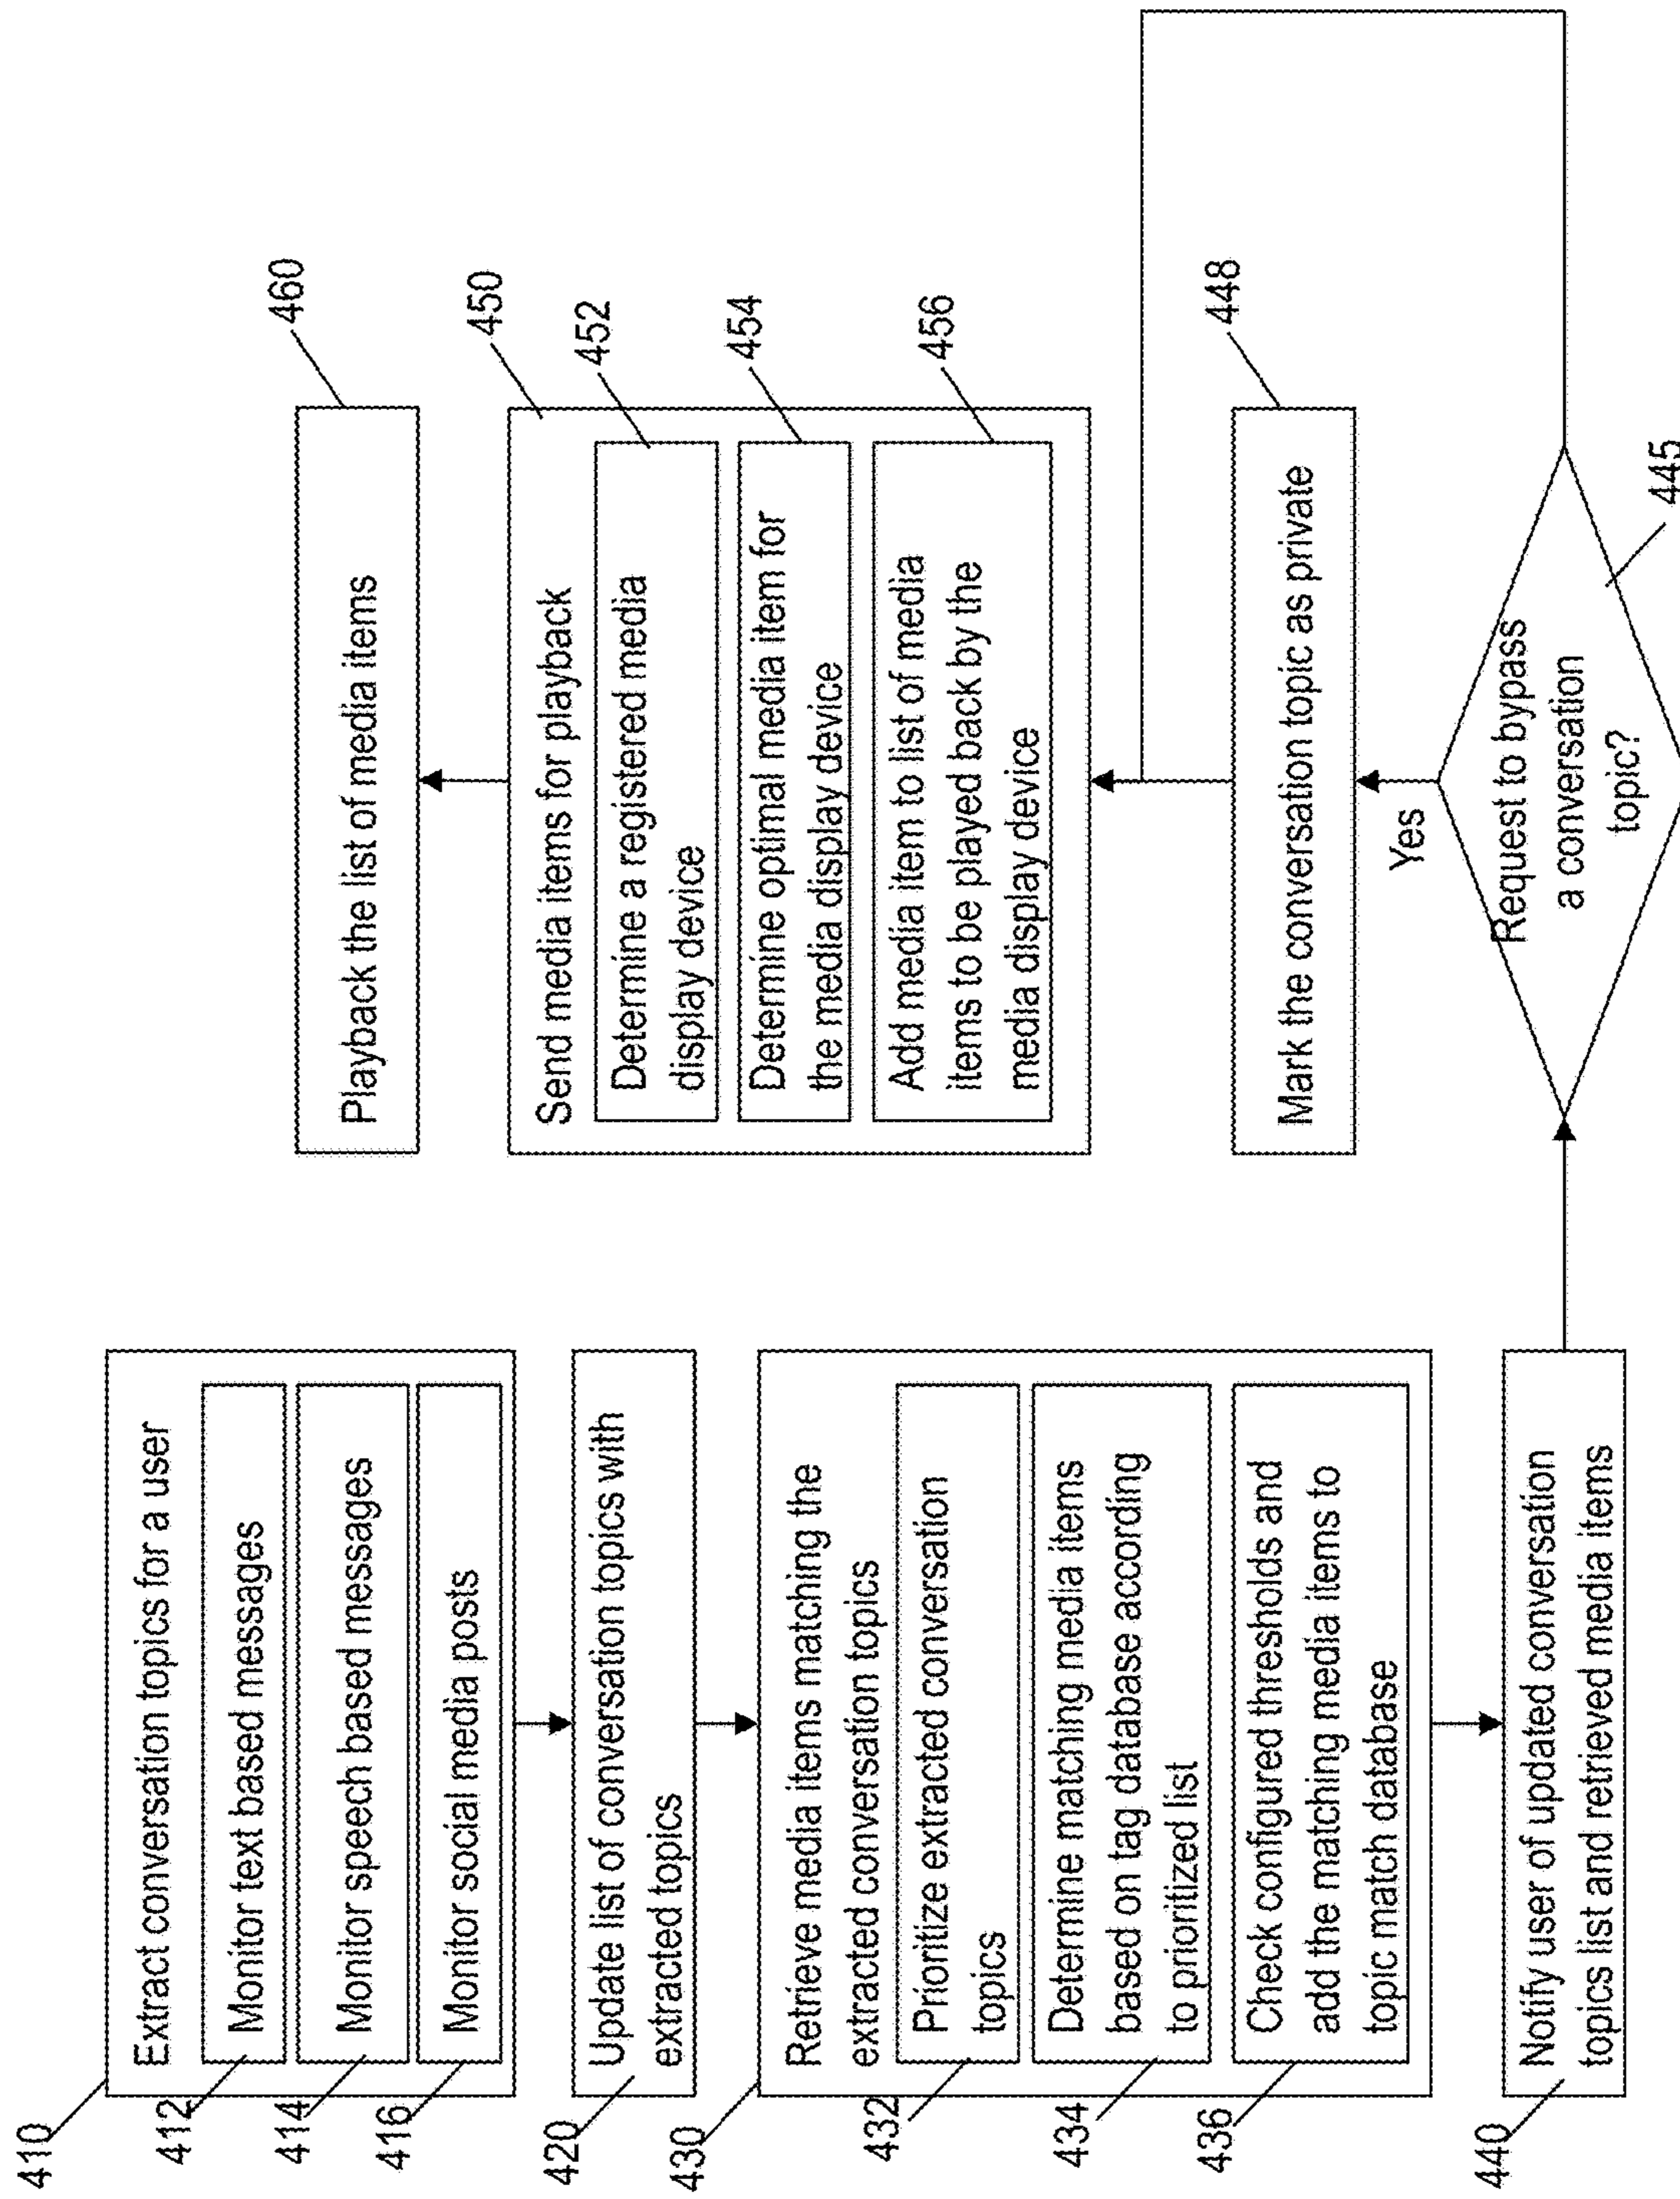 410
Extract conversation topics for a user
412
Monitor text based messages
414
Monitor speech based messages
416
Monitor social media posts
420
Update list of conversation topics with
extracted topics
430
Retrieve media items matching the
extracted conversation topics
432
Prioritize extracted conversation
topics
434
Determine matching media items
based on tag database according
to prioritized list
436
Check configured thresholds and
add the matching media items to
topic match database
440
Notify user of updated conversation
topics list and retrieved media items
Playback the list of media items
460
Send media items for playback
450
Determine a registered media
display device
452
Determine optimal media item for
the media display device
454
Add media item to list of media
items to be played back by the
media display device
456
Mark the conversation topic as private
448
Yes
Request to bypass
a conversation
topic?
445